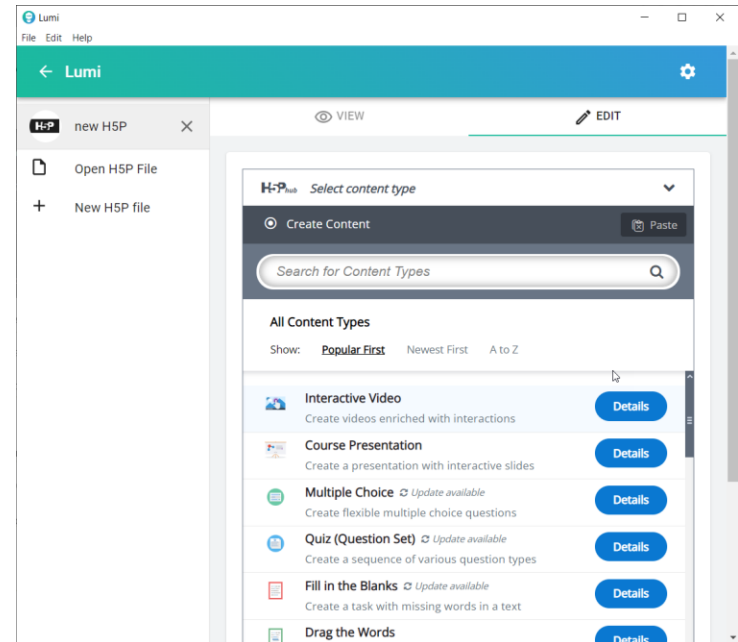 Lumi
File Edit Help
Lumi
H5P new H5P
Open H5P File
New H5P file
VIEW
EDIT
H5Phub Select content type
Create Content
Paste
Search for Content Types
All Content Types
Show: Popular First Newest First A to Z
Interactive Video
Create videos enriched with interactions
Details
Course Presentation
Create a presentation with interactive slides
Details
Multiple Choice Update available
Create flexible multiple choice questions
Details
Quiz (Question Set) Update available
Create a sequence of various question types
Details
Fill in the Blanks Update available
Create a task with missing words in a text
Details
Drag the Words
Details